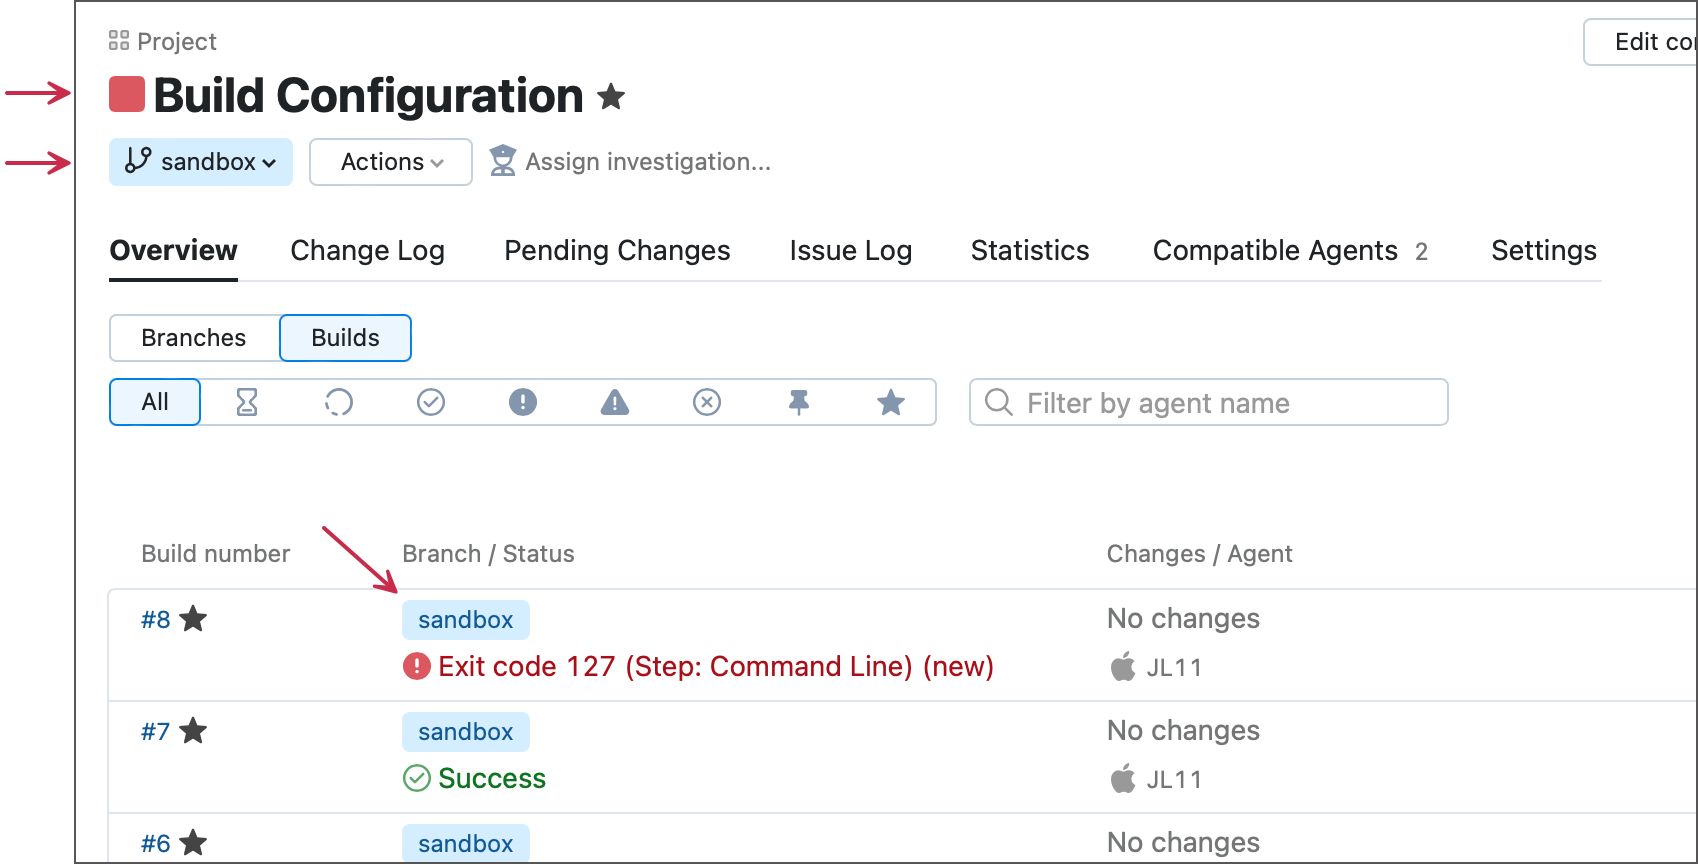 Project
Edit co
Build Configuration
sandbox Actions Assign investigation...
Overview Change Log Pending Changes Issue Log Statistics Compatible Agents 2 Settings
Branches Builds
All Filter by agent name
Build number Branch / Status Changes / Agent
#8 sandbox No changes
Exit code 127 (Step: Command Line) (new) JL11
#7 sandbox No changes
Success JL11
#6 sandbox No changes